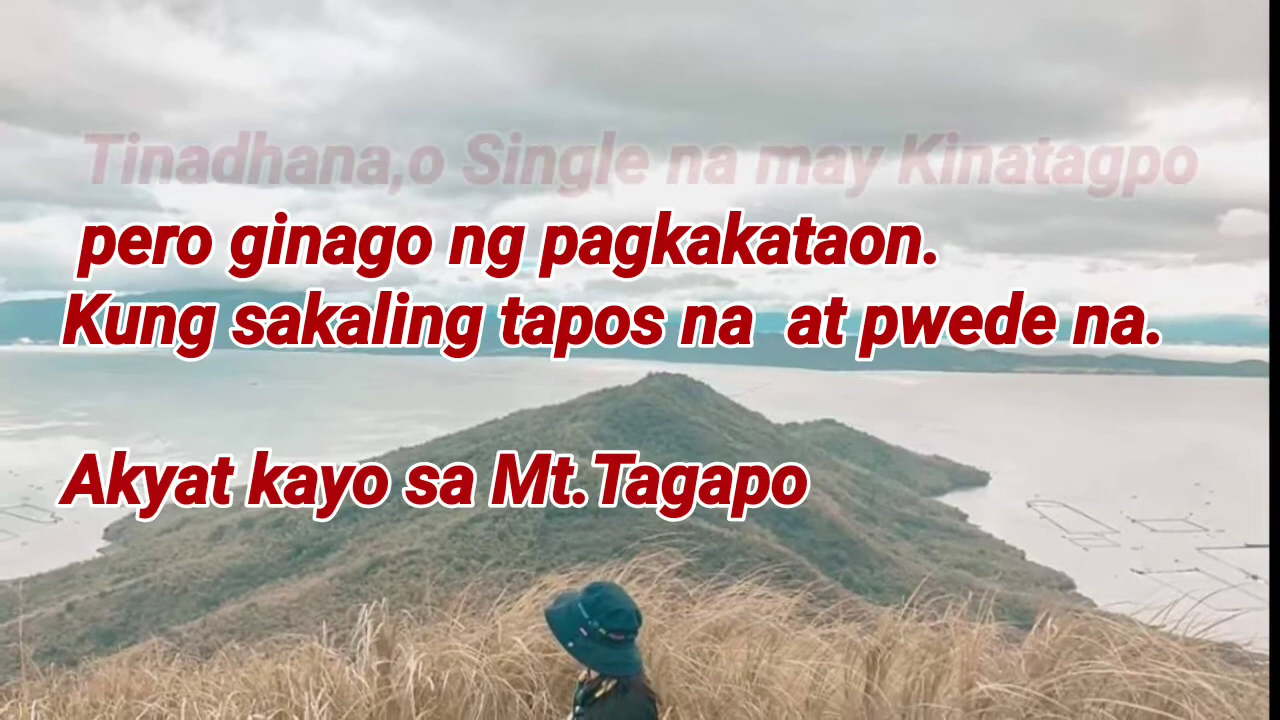 Tinadhana,o Single na may Kinatagpo
pero ginago ng pagkakataon.
Kung sakaling tapos na at pwede na.
Akyat kayo sa Mt.Tagapo